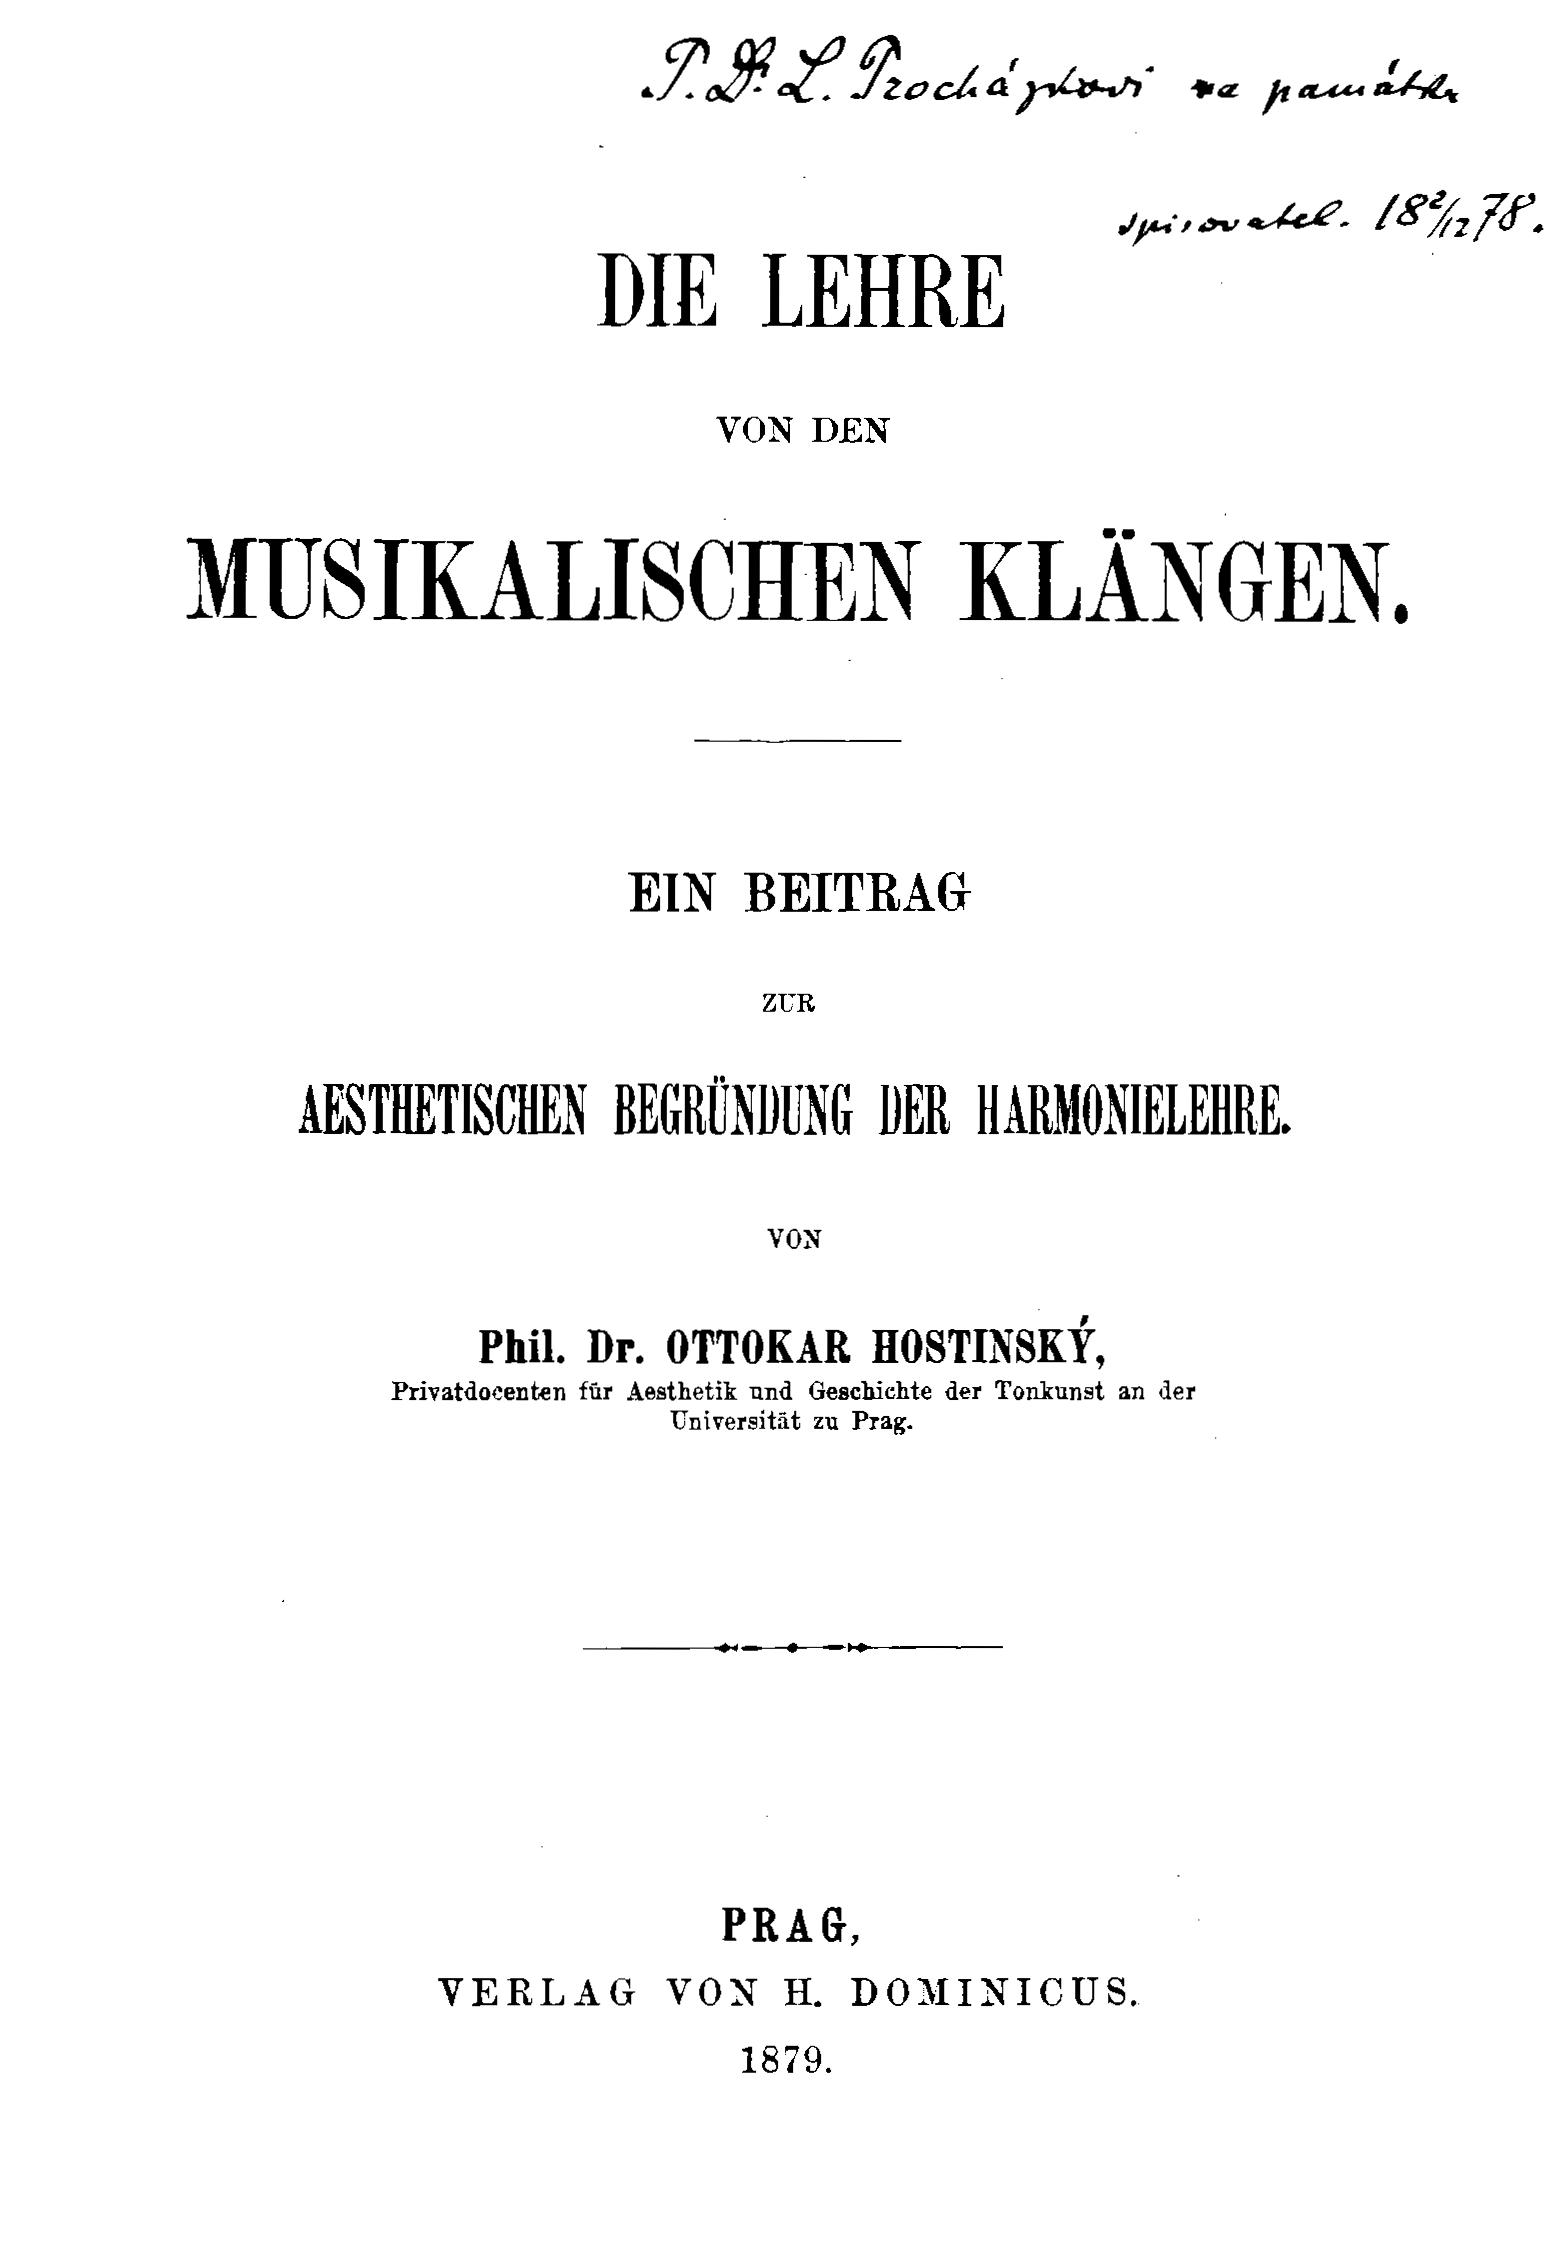 P. Dr. L. Procházkovi na památku
spisovatel. 18 2/12 78.
DIE LEHRE
VON DEN
MUSIKALISCHEN KLÄNGEN.
EIN BEITRAG
ZUR
AESTHETISCHEN BEGRÜNDUNG DER HARMONIELEHRE.
VON
Phil. Dr. OTTOKAR HOSTINSKÝ,
Privatdocenten für Aesthetik und Geschichte der Tonkunst an der
Universität zu Prag.
PRAG,
VERLAG VON H. DOMINICUS.
1879.